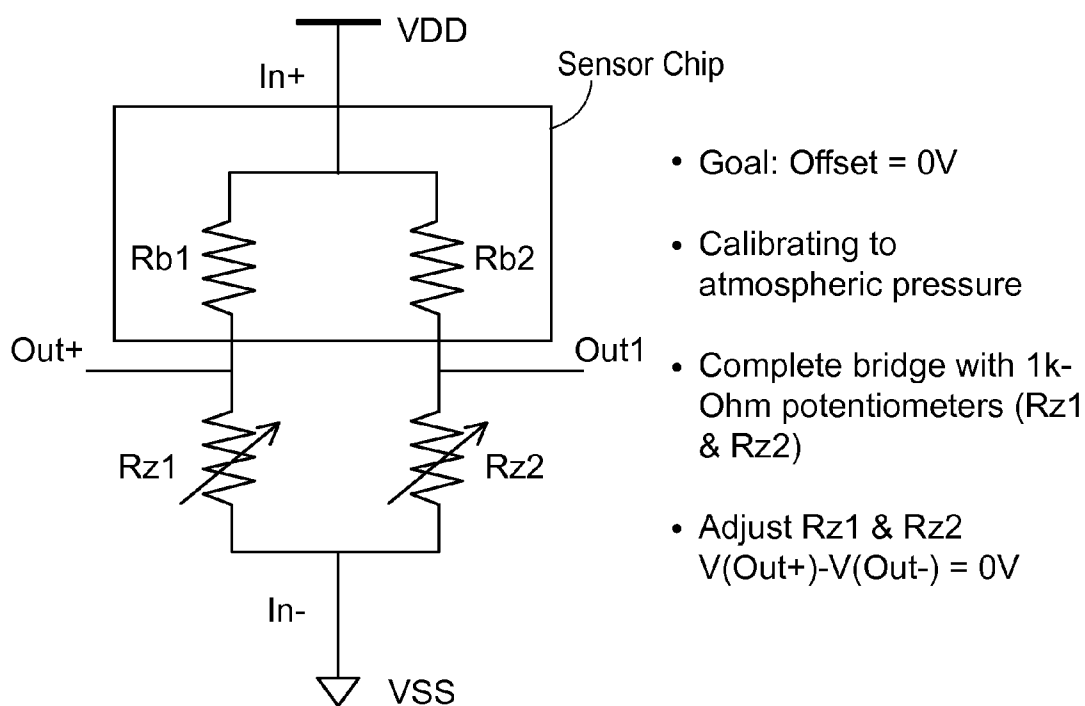 VDD
In+
Sensor Chip
Rb1
Rb2
Out+
Out1
Rz1
Rz2
In-
VSS
• Goal: Offset = 0V
• Calibrating to
atmospheric pressure
• Complete bridge with 1k-
Ohm potentiometers (Rz1
& Rz2)
• Adjust Rz1 & Rz2
V(Out+)-V(Out-) = 0V